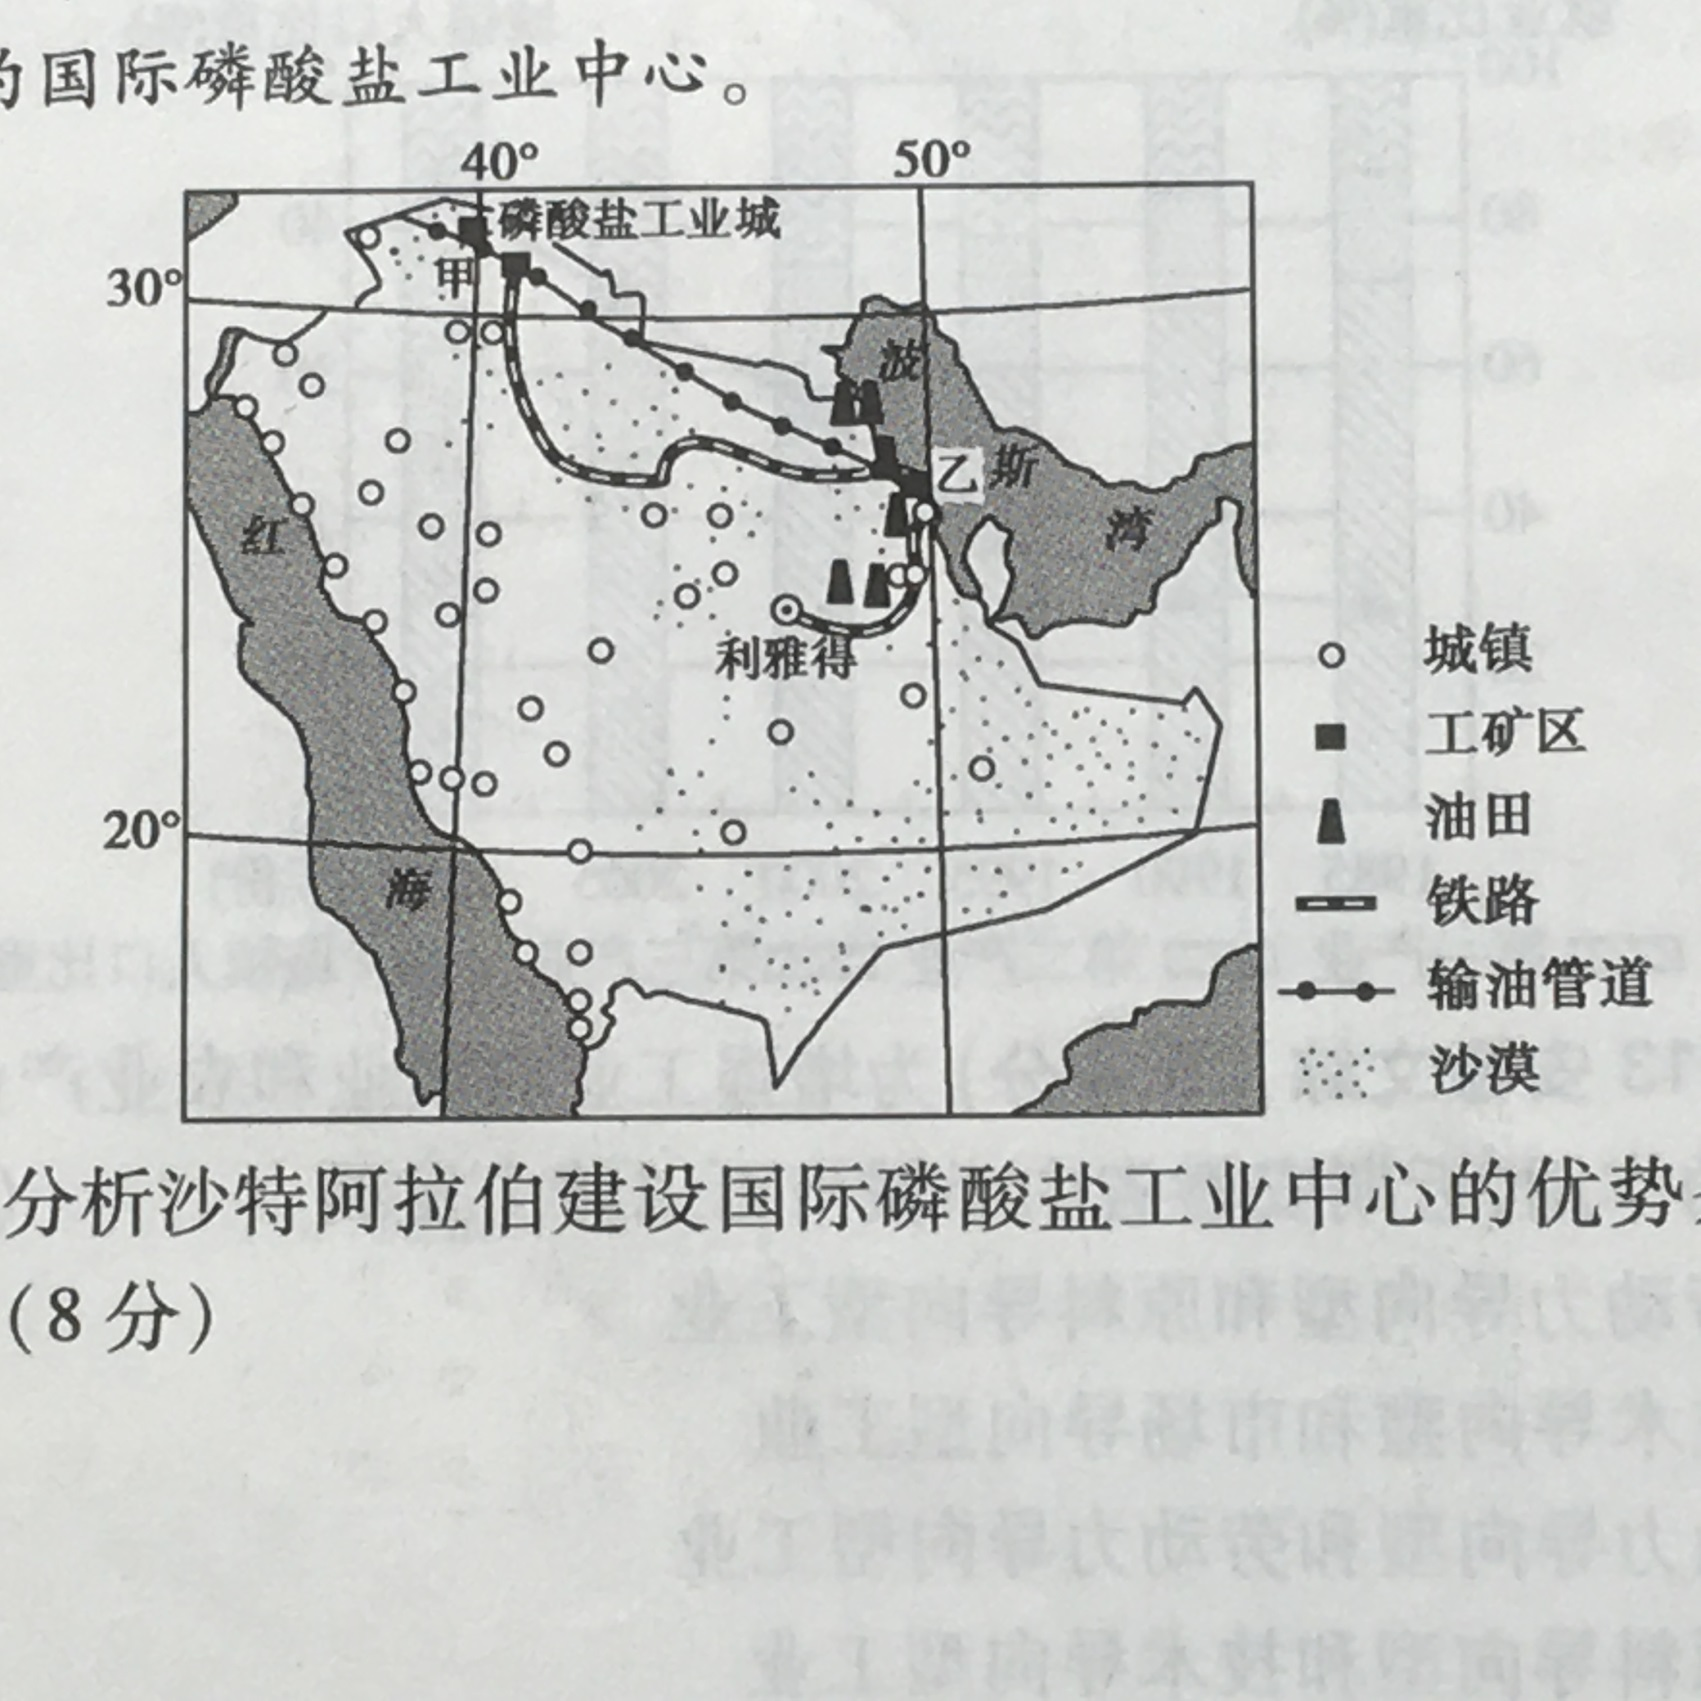 的国际磷酸盐工业中心。
40° 50°
磷酸盐工业城
甲
30°
波
乙 斯
红 湾
利雅得
城镇
工矿区
20° 油田
海 铁路
输油管道
沙漠
分析沙特阿拉伯建设国际磷酸盐工业中心的优势
(8分)